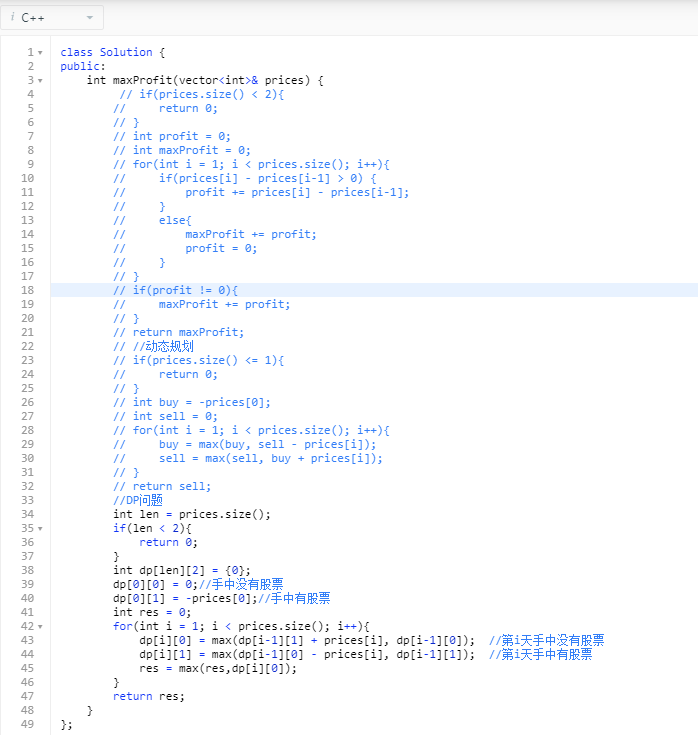 i C++
1 class Solution {
2 public:
3     int maxProfit(vector<int>& prices) {
4          // if(prices.size() < 2){
5         //     return 0;
6         // }
7         // int profit = 0;
8         // int maxProfit = 0;
9         // for(int i = 1; i < prices.size(); i++){
10         //     if(prices[i] - prices[i-1] > 0) {
11         //         profit += prices[i] - prices[i-1];
12         //     }
13         //     else{
14         //         maxProfit += profit;
15         //         profit = 0;
16         //     }
17         // }
18         // if(profit != 0){
19         //     maxProfit += profit;
20         // }
21         // return maxProfit;
22         // //动态规划
23         // if(prices.size() <= 1){
24         //     return 0;
25         // }
26         // int buy = -prices[0];
27         // int sell = 0;
28         // for(int i = 1; i < prices.size(); i++){
29         //     buy = max(buy, sell - prices[i]);
30         //     sell = max(sell, buy + prices[i]);
31         // }
32         // return sell;
33         //DP问题
34         int len = prices.size();
35         if(len < 2){
36             return 0;
37         }
38         int dp[len][2] = {0};
39         dp[0][0] = 0;//手中没有股票
40         dp[0][1] = -prices[0];//手中有股票
41         int res = 0;
42         for(int i = 1; i < prices.size(); i++){
43             dp[i][0] = max(dp[i-1][1] + prices[i], dp[i-1][0]);  //第i天手中没有股票
44             dp[i][1] = max(dp[i-1][0] - prices[i], dp[i-1][1]);  //第i天手中有股票
45             res = max(res,dp[i][0]);
46         }
47         return res;
48     }
49 };